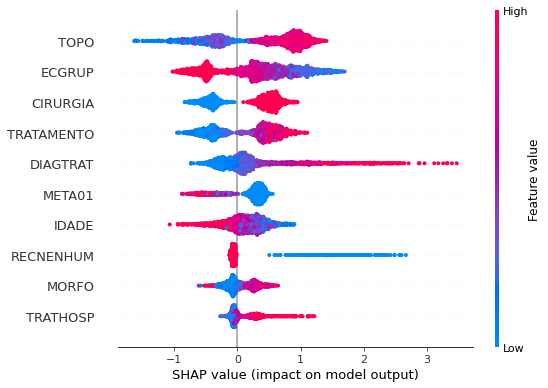 High
TOPO
ECGRUP
CIRURGIA
TRATAMENTO
DIAGTRAT
META01
IDADE
RECNENHUM
MORFO
TRATHOSP
Feature value
Low
−1 0 1 2 3
SHAP value (impact on model output)